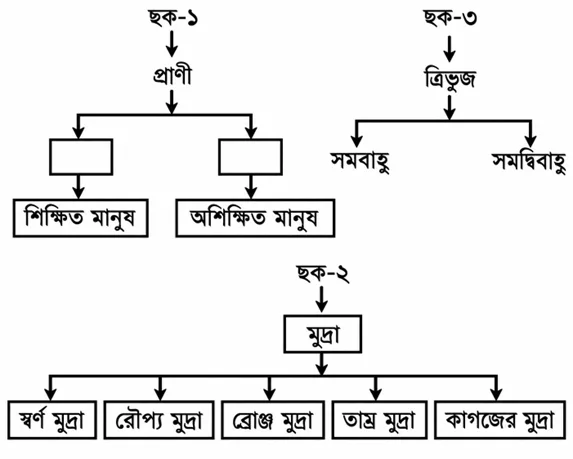 ছক-১
প্রাণী
শিক্ষিত মানুষ
অশিক্ষিত মানুষ
ছক-৩
ত্রিভুজ
সমবাহু
সমদ্বিবাহু
ছক-২
মুদ্রা
স্বর্ণ মুদ্রা
রৌপ্য মুদ্রা
ব্রোঞ্জ মুদ্রা
তাম্র মুদ্রা
কাগজের মুদ্রা